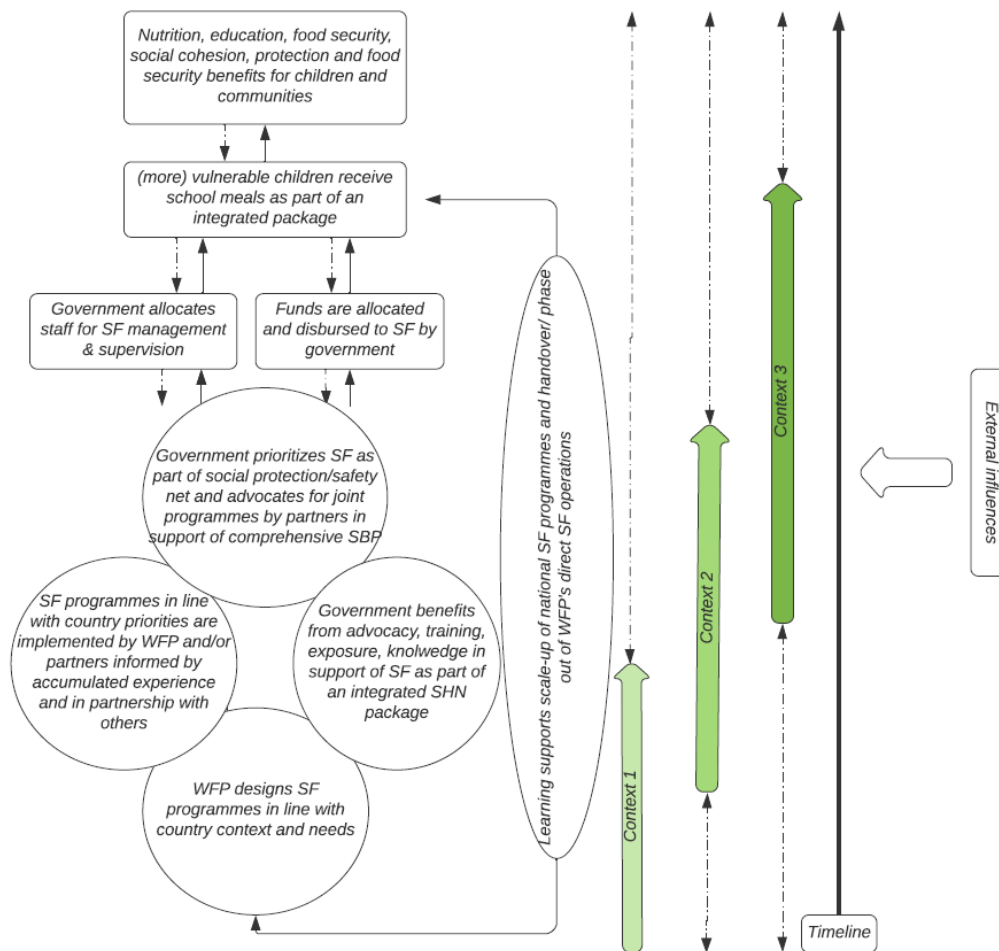 Nutrition, education, food security,
social cohesion, protection and food
security benefits for children and
communities
(more) vulnerable children receive
school meals as part of an
integrated package
Government allocates
staff for SF management
& supervision
Funds are allocated
and disbursed to SF by
government
Government prioritizes SF as
part of social protection/safety
net and advocates for joint
programmes by partners in
support of comprehensive SBP
SF programmes in line
with country priorities are
implemented by WFP and/or
partners informed by
accumulated experience
and in partnership with
others
Government benefits
from advocacy, training,
exposure, knolwedge in
support of SF as part of
an integrated SHN
package
WFP designs SF
programmes in line with
country context and needs
Learning supports scale-up of national SF programmes and handover/ phase
out of WFP's direct SF operations
Context 1
Context 2
Context 3
External influences
Timeline